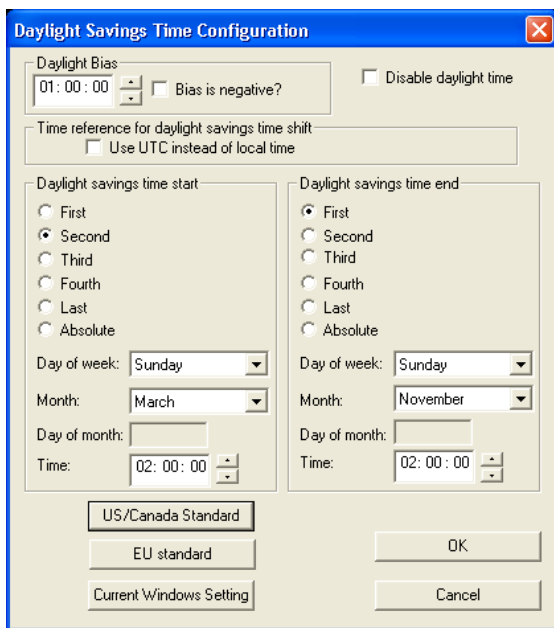 Daylight Savings Time Configuration
Daylight Bias
01: 00: 00
Bias is negative?
Disable daylight time
Time reference for daylight savings time shift
Use UTC instead of local time
Daylight savings time start
First
Second
Third
Fourth
Last
Absolute
Day of week: Sunday
Month: March
Day of month:
Time: 02: 00: 00
Daylight savings time end
First
Second
Third
Fourth
Last
Absolute
Day of week: Sunday
Month: November
Day of month:
Time: 02: 00: 00
US/Canada Standard
EU standard
Current Windows Setting
OK
Cancel